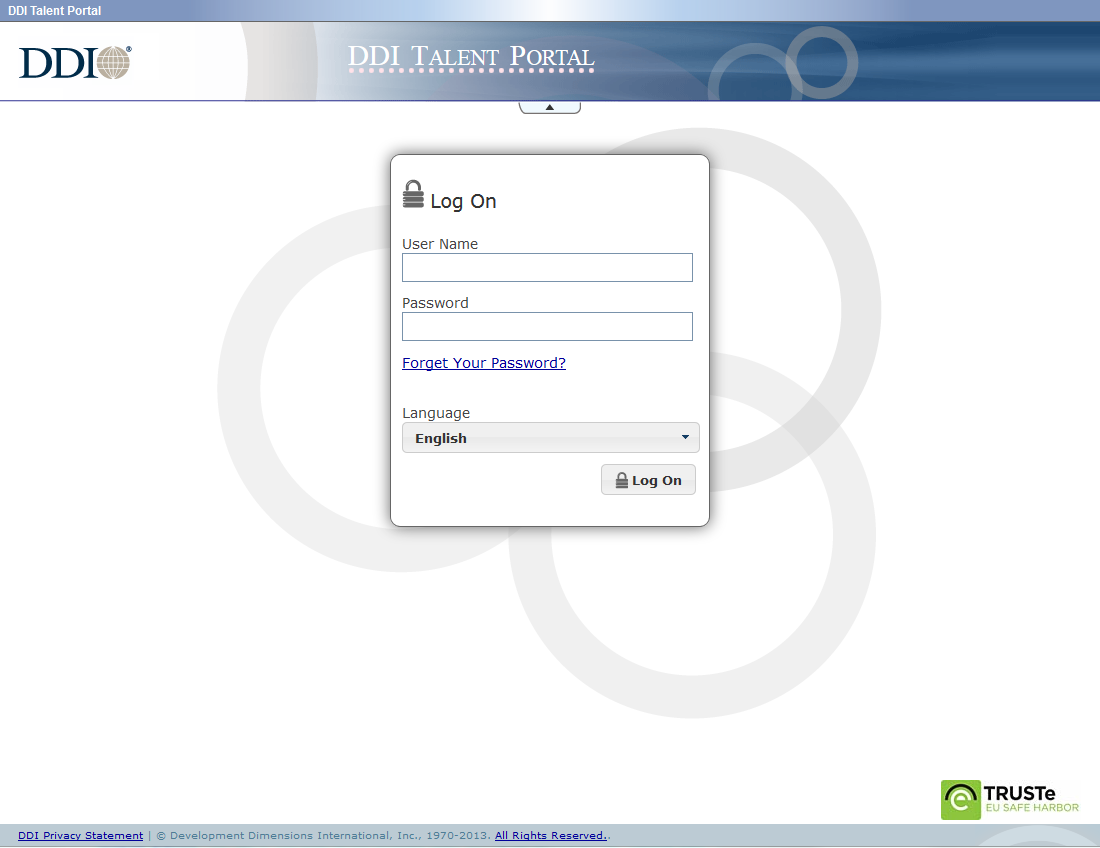 DDI Talent Portal
DDI®
DDI TALENT PORTAL
Log On
User Name
Password
Forget Your Password?
Language
English
Log On
TRUSTe
EU SAFE HARBOR
DDI Privacy Statement | © Development Dimensions International, Inc., 1970-2013. All Rights Reserved..